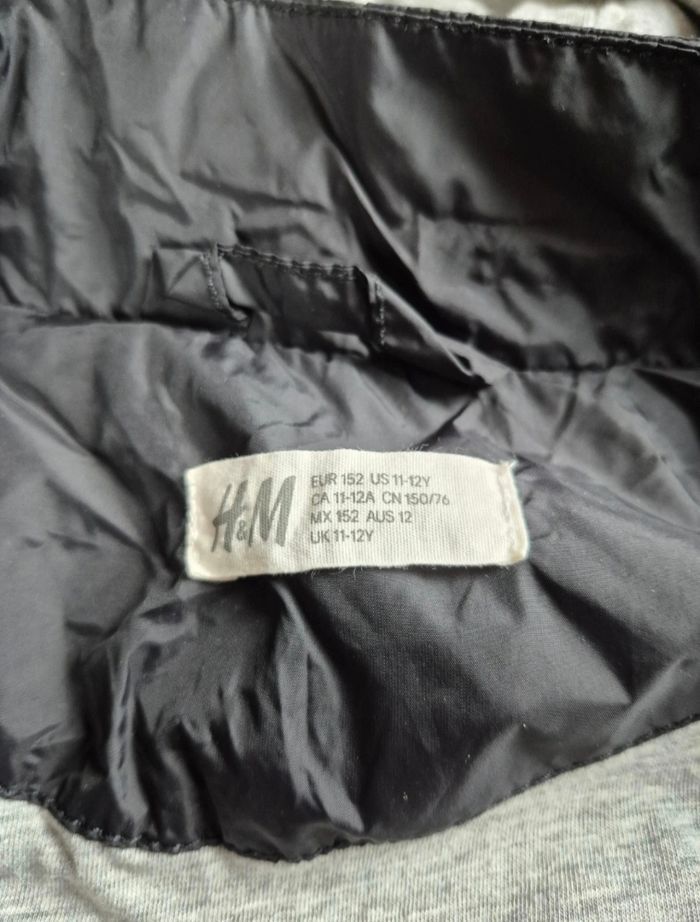 H&M
EUR 152 US 11-12Y
CA 11-12A CN 150/76
MX 152 AUS 12
UK 11-12Y